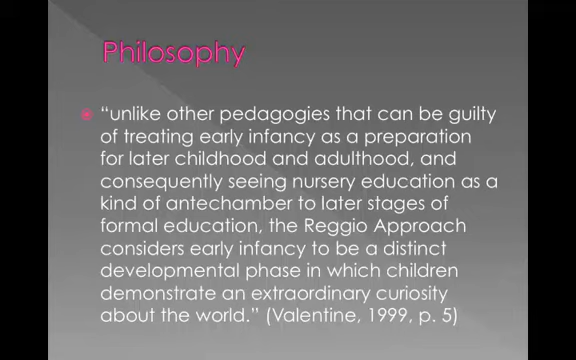 Philosophy
“unlike other pedagogies that can be guilty
of treating early infancy as a preparation
for later childhood and adulthood, and
consequently seeing nursery education as a
kind of antechamber to later stages of
formal education, the Reggio Approach
considers early infancy to be a distinct
developmental phase in which children
demonstrate an extraordinary curiosity
about the world.” (Valentine, 1999, p. 5)